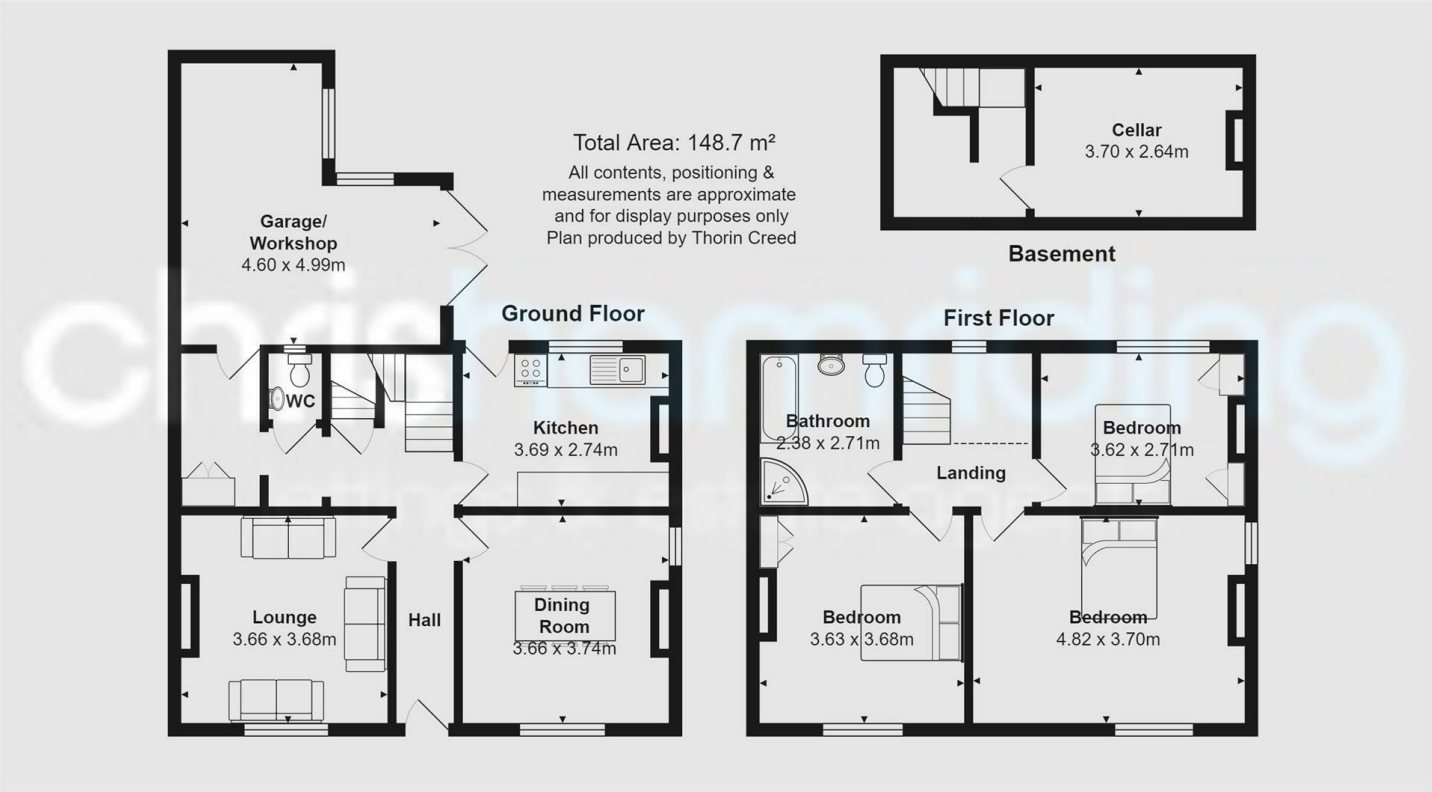 Total Area: 148.7 m²
All contents, positioning &
measurements are approximate
and for display purposes only
Plan produced by Thorin Creed
Garage/
Workshop
4.60 x 4.99m
Cellar
3.70 x 2.64m
Basement
Ground Floor
WC
Kitchen
3.69 x 2.74m
Lounge
3.66 x 3.68m
Hall
Dining
Room
3.66 x 3.74m
First Floor
Bathroom
2.38 x 2.71m
Landing
Bedroom
3.62 x 2.71m
Bedroom
3.63 x 3.68m
Bedroom
4.82 x 3.70m
chrishamriding